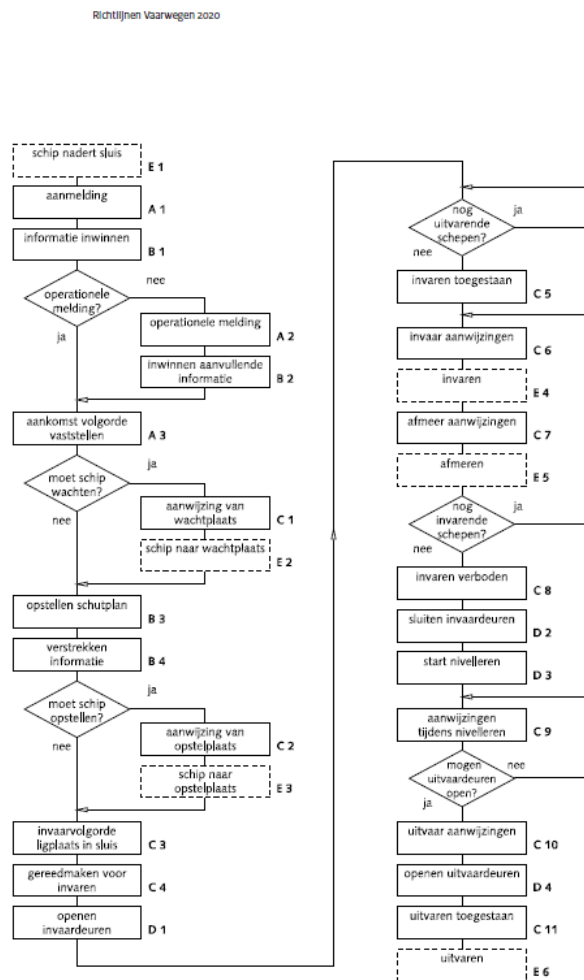 Richtlijnen Vaarwegen 2020
schip nadert sluis
E 1
aanmelding
A 1
informatie inwinnen
B 1
operationele
melding?
nee
ja
operationele melding
A 2
inwinnen aanvullende
informatie
B 2
aankomst volgorde
vaststellen
A 3
moet schip
wachten?
ja
nee
aanwijzing van
wachtplaats
C 1
schip naar wachtplaats
E 2
opstellen schutplan
B 3
verstrekken
informatie
B 4
moet schip
opstellen?
ja
nee
aanwijzing van
opstelplaats
C 2
schip naar
opstelplaats
E 3
invaarvolgorde
ligplaats in sluis
C 3
gereedmaken voor
invaren
C 4
openen
invaardeuren
D 1
nog
uitvarende
schepen?
ja
nee
invaren toegestaan
C 5
invaar aanwijzingen
C 6
invaren
E 4
afmeer aanwijzingen
C 7
afmeren
E 5
nog
invarende
schepen?
ja
nee
invaren verboden
C 8
sluiten invaardeuren
D 2
start nivelleren
D 3
aanwijzingen
tijdens nivelleren
C 9
mogen
uitvaardeuren
open?
nee
ja
uitvaar aanwijzingen
C 10
openen uitvaardeuren
D 4
uitvaren toegestaan
C 11
uitvaren
E 6